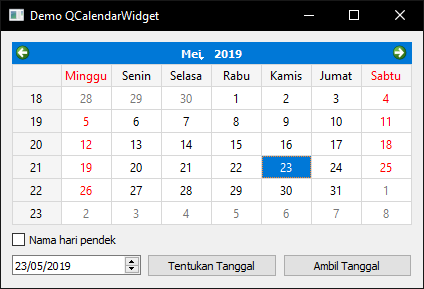 Demo QCalendarWidget
Mei, 2019
Minggu Senin Selasa Rabu Kamis Jumat Sabtu
18 28 29 30 1 2 3 4
19 5 6 7 8 9 10 11
20 12 13 14 15 16 17 18
21 19 20 21 22 23 24 25
22 26 27 28 29 30 31 1
23 2 3 4 5 6 7 8
Nama hari pendek
23/05/2019 Tentukan Tanggal Ambil Tanggal